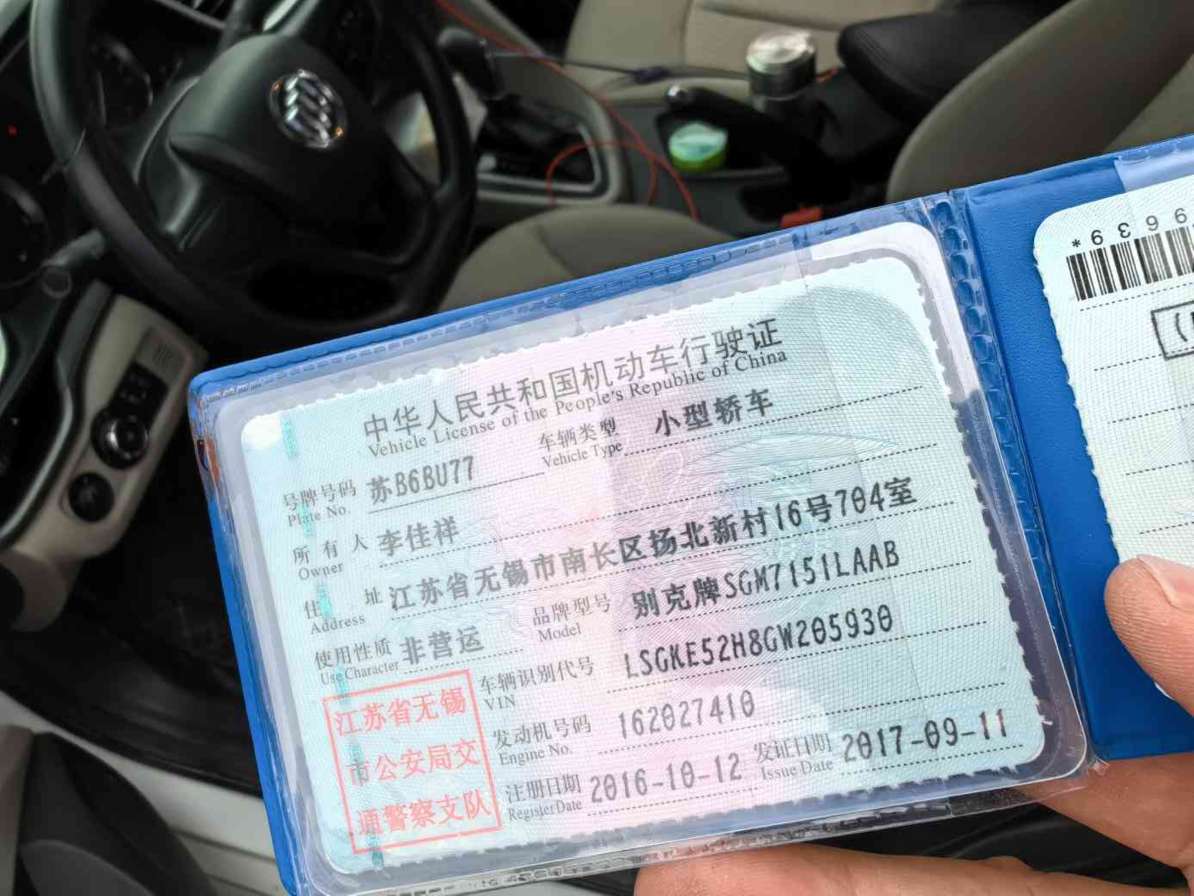 中华人民共和国机动车行驶证
Vehicle License of the People's Republic of China
号牌号码 苏B6BU77 车辆类型 小型轿车
Plate No. Vehicle Type
所有人 李佳祥
Owner
住址 江苏省无锡市南长区扬北新村16号704室
Address
使用性质 非营运 品牌型号 别克牌SGM7151LAAB
Use Character Model
江苏省无锡
市公安局交
通警察支队
车辆识别代号 LSGKE52H8GW205930
VIN
发动机号码 162027410
Engine No.
注册日期 2016-10-12 发证日期 2017-09-11
Register Date Issue Date